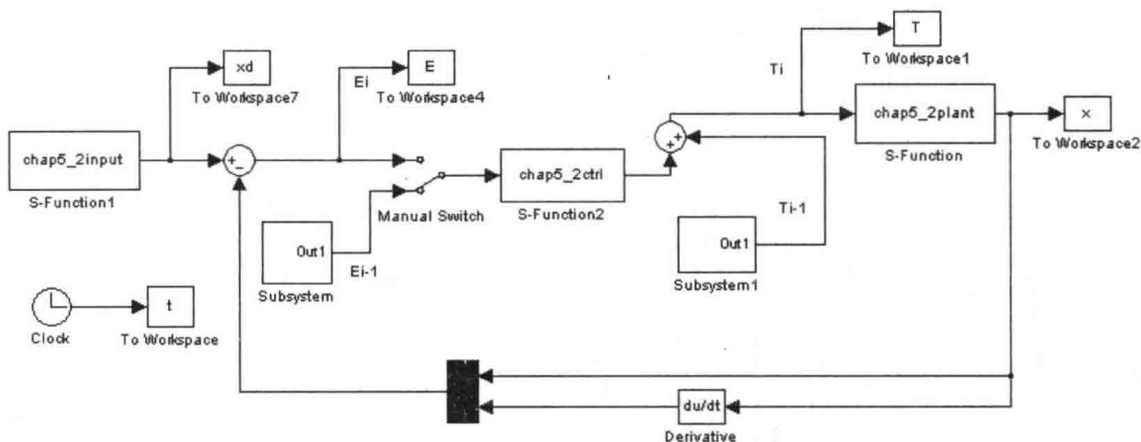 T
To Workspace1
Ti
xd
To Workspace7
Ei
E
To Workspace4
chap5_2input
S-Function1
+
-
Manual Switch
chap5_2ctrl
S-Function2
+
+
chap5_2plant
S-Function
x
To Workspace2
Out1
Subsystem
Ei-1
Out1
Subsystem1
Ti-1
Clock
t
To Workspace
du/dt
Derivative